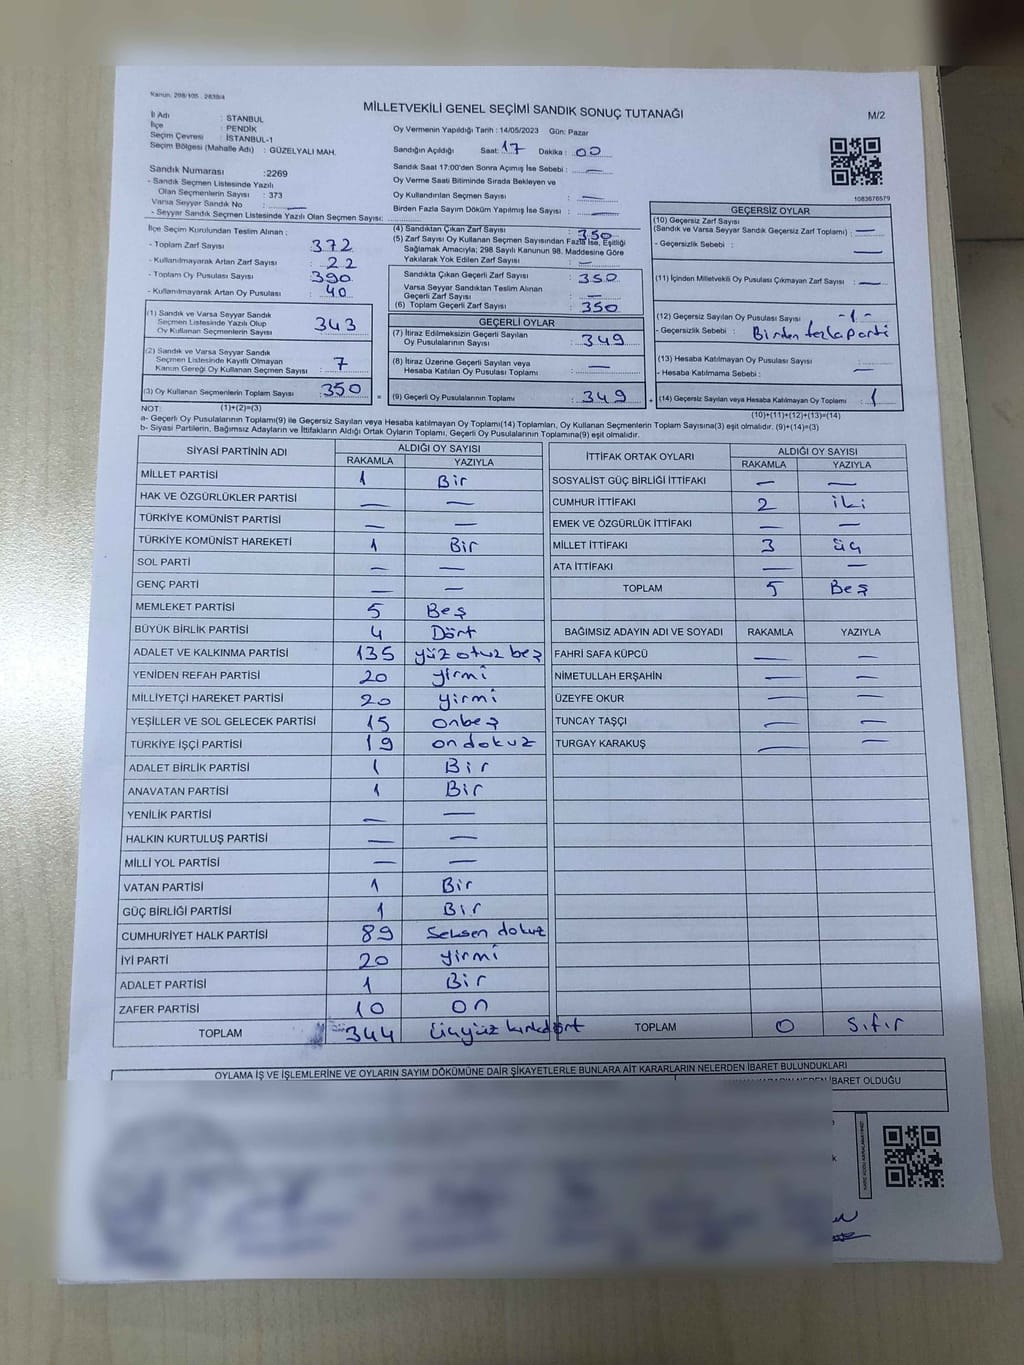 Kanun: 298/105 - 2839/4
MİLLETVEKİLİ GENEL SEÇİMİ SANDIK SONUÇ TUTANAĞI
M/2
İl Adı : STANBUL
İlçe : PENDİK
Seçim Çevresi : İSTANBUL-1
Seçim Bölgesi (Mahalle Adı) : GÜZELYALI MAH.
Oy Vermenin Yapıldığı Tarih : 14/05/2023 Gün: Pazar
Sandığın Açıldığı Saat: 17 Dakika : 00
Sandık Saat 17:00'den Sonra Açılmış İse Sebebi : —
Oy Verme Saati Bitiminde Sırada Bekleyen ve
Oy Kullandırılan Seçmen Sayısı : —
Birden Fazla Sayım Döküm Yapılmış İse Sayısı : —
1083676579
Sandık Numarası :2269
- Sandık Seçmen Listesinde Yazılı
Olan Seçmenlerin Sayısı : 373
Varsa Seyyar Sandık No : —
- Seyyar Sandık Seçmen Listesinde Yazılı Olan Seçmen Sayısı:
İlçe Seçim Kurulundan Teslim Alınan :
- Toplam Zarf Sayısı : 372
- Kullanılmayarak Artan Zarf Sayısı : 22
- Toplam Oy Pusulası Sayısı : 390
- Kullanılmayarak Artan Oy Pusulası : 40
(1) Sandık ve Varsa Seyyar Sandık
Seçmen Listesinde Yazılı Olup
Oy Kullanan Seçmenlerin Sayısı : 343
(2) Sandık ve Varsa Seyyar Sandık
Seçmen Listesinde Kayıtlı Olmayan
Kanun Gereği Oy Kullanan Seçmen Sayısı : 7
(3) Oy Kullanan Seçmenlerin Toplam Sayısı : 350
(4) Sandıktan Çıkan Zarf Sayısı : 350
(5) Zarf Sayısı Oy Kullanan Seçmen Sayısından Fazla İse, Eşitliği
Sağlamak Amacıyla; 298 Sayılı Kanunun 98. Maddesine Göre
Yakılarak Yok Edilen Zarf Sayısı : —
Sandıkta Çıkan Geçerli Zarf Sayısı : 350
Varsa Seyyar Sandıktan Teslim Alınan
Geçerli Zarf Sayısı : —
(6) Toplam Geçerli Zarf Sayısı : 350
GEÇERLİ OYLAR
(7) İtiraz Edilmeksizin Geçerli Sayılan
Oy Pusulalarının Sayısı : 349
(8) İtiraz Üzerine Geçerli Sayılan veya
Hesaba Katılan Oy Pusulası Toplamı : —
(9) Geçerli Oy Pusulalarının Toplamı : 349
GEÇERSİZ OYLAR
(10) Geçersiz Zarf Sayısı
(Sandık ve Varsa Seyyar Sandık Geçersiz Zarf Toplamı) : —
- Geçersizlik Sebebi : —
(11) İçinden Milletvekili Oy Pusulası Çıkmayan Zarf Sayısı : —
(12) Geçersiz Sayılan Oy Pusulası Sayısı : -1-
- Geçersizlik Sebebi : Birden fazla parti
(13) Hesaba Katılmayan Oy Pusulası Sayısı :
- Hesaba Katılmama Sebebi : —
(14) Geçersiz Sayılan veya Hesaba Katılmayan Oy Toplamı : 1
NOT: (1)+(2)=(3)
(10)+(11)+(12)+(13)=(14)
a- Geçerli Oy Pusulalarının Toplamı(9) ile Geçersiz Sayılan veya Hesaba katılmayan Oy Toplamı(14) Toplamları, Oy Kullanan Seçmenlerin Toplam Sayısına(3) eşit olmalıdır. (9)+(14)=(3)
b- Siyasi Partilerin, Bağımsız Adayların ve İttifakların Aldığı Ortak Oyların Toplamı, Geçerli Oy Pusulalarının Toplamına(9) eşit olmalıdır.
SİYASİ PARTİNİN ADI ALDIĞI OY SAYISI
RAKAMLA YAZIYLA
MİLLET PARTİSİ 1 Bir
HAK VE ÖZGÜRLÜKLER PARTİSİ — —
TÜRKİYE KOMÜNİST PARTİSİ — —
TÜRKİYE KOMÜNİST HAREKETİ 1 Bir
SOL PARTİ — —
GENÇ PARTİ — —
MEMLEKET PARTİSİ 5 Beş
BÜYÜK BİRLİK PARTİSİ 4 Dört
ADALET VE KALKINMA PARTİSİ 135 yüz otuz beş
YENİDEN REFAH PARTİSİ 20 yirmi
MİLLİYETÇİ HAREKET PARTİSİ 20 yirmi
YEŞİLLER VE SOL GELECEK PARTİSİ 15 onbeş
TÜRKİYE İŞÇİ PARTİSİ 19 on dokuz
ADALET BİRLİK PARTİSİ 1 Bir
ANAVATAN PARTİSİ 1 Bir
YENİLİK PARTİSİ — —
HALKIN KURTULUŞ PARTİSİ — —
MİLLİ YOL PARTİSİ — —
VATAN PARTİSİ 1 Bir
GÜÇ BİRLİĞİ PARTİSİ 1 Bir
CUMHURİYET HALK PARTİSİ 89 Seksen dokuz
İYİ PARTİ 20 yirmi
ADALET PARTİSİ 1 Bir
ZAFER PARTİSİ 10 on
TOPLAM 344 üçyüz kırkdört
İTTİFAK ORTAK OYLARI ALDIĞI OY SAYISI
RAKAMLA YAZIYLA
SOSYALİST GÜÇ BİRLİĞİ İTTİFAKI — —
CUMHUR İTTİFAKI 2 iki
EMEK VE ÖZGÜRLÜK İTTİFAKI — —
MİLLET İTTİFAKI 3 üç
ATA İTTİFAKI — —
TOPLAM 5 Beş
BAĞIMSIZ ADAYIN ADI VE SOYADI RAKAMLA YAZIYLA
FAHRİ SAFA KÜPCÜ — —
NİMETULLAH ERŞAHİN — —
ÜZEYFE OKUR — —
TUNCAY TAŞÇI — —
TURGAY KARAKUŞ — —
TOPLAM 0 Sıfır
OYLAMA İŞ VE İŞLEMLERİNE VE OYLARIN SAYIM DÖKÜMÜNE DAİR ŞİKAYETLERLE BUNLARA AİT KARARLARIN NELERDEN İBARET BULUNDUKLARI
İBARET OLDUĞU